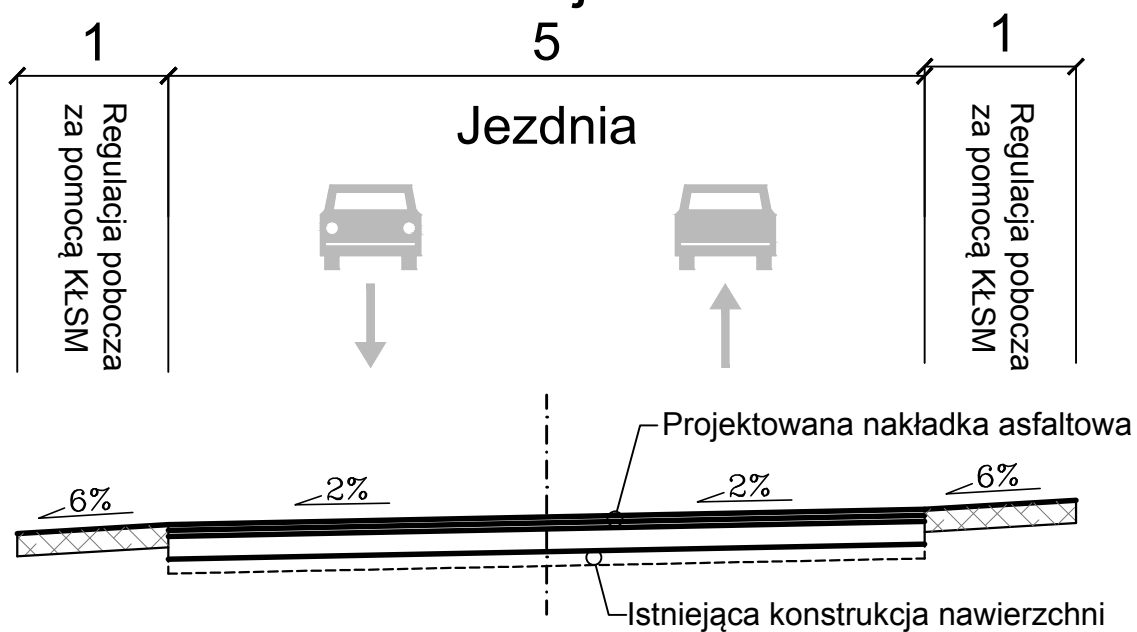 1
5
1
Regulacja pobocza
za pomocą KŁSM
Jezdnia
Regulacja pobocza
za pomocą KŁSM
Projektowana nakładka asfaltowa
6%
2%
2%
6%
Istniejąca konstrukcja nawierzchni